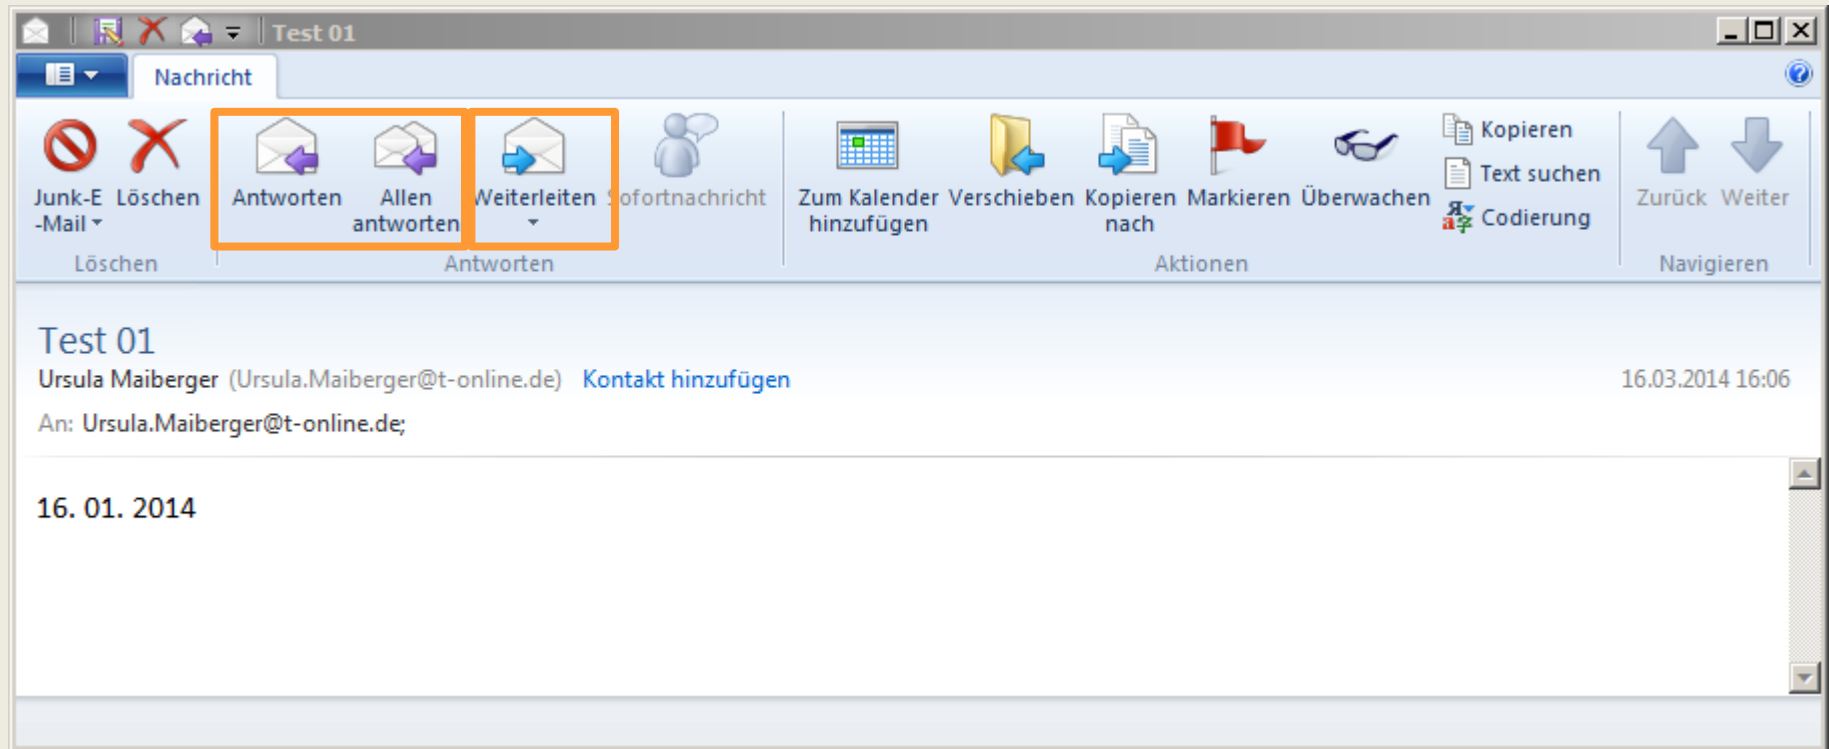 Test 01
Nachricht
Junk-E
-Mail
Löschen
Antworten
Allen
antworten
Weiterleiten
Sofortnachricht
Zum Kalender
hinzufügen
Verschieben
Kopieren
nach
Markieren
Überwachen
Kopieren
Text suchen
Codierung
Zurück
Weiter
Löschen
Antworten
Aktionen
Navigieren
Test 01
Ursula Maiberger (Ursula.Maiberger@t-online.de) Kontakt hinzufügen 16.03.2014 16:06
An: Ursula.Maiberger@t-online.de;
16. 01. 2014